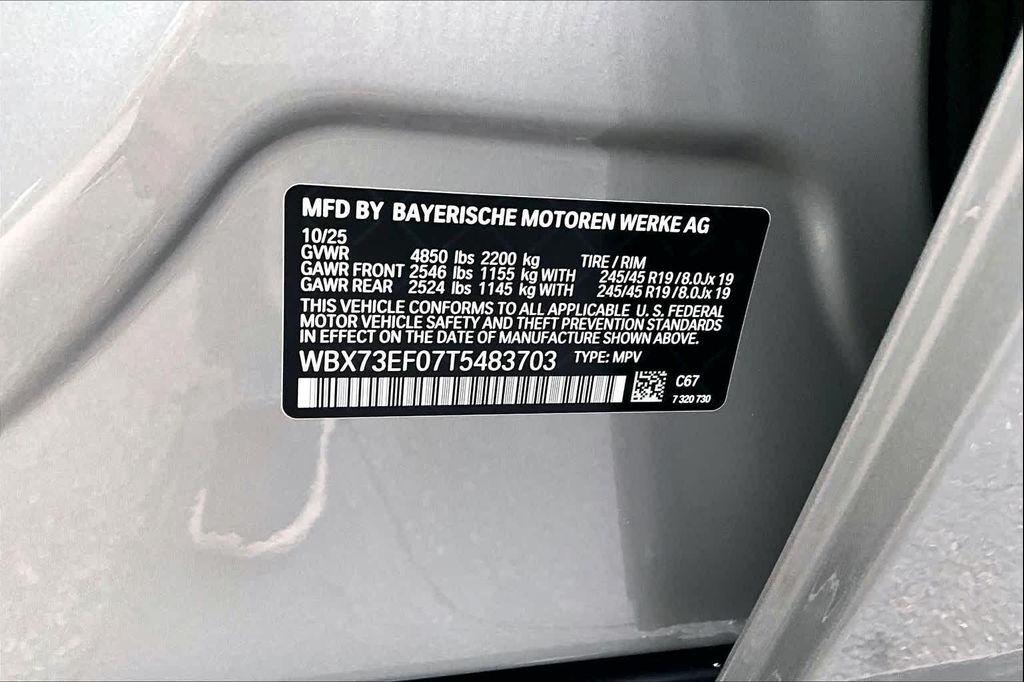 MFD BY BAYERISCHE MOTOREN WERKE AG
10/25
GVWR 4850 lbs 2200 kg TIRE / RIM
GAWR FRONT 2546 lbs 1155 kg WITH 245/45 R19/8.0Jx 19
GAWR REAR 2524 lbs 1145 kg WITH 245/45 R19/8.0Jx 19
THIS VEHICLE CONFORMS TO ALL APPLICABLE U.S. FEDERAL
MOTOR VEHICLE SAFETY AND THEFT PREVENTION STANDARDS
IN EFFECT ON THE DATE OF MANUFACTURE SHOWN ABOVE.
WBX73EF07T5483703 TYPE: MPV
C67
7 320 730